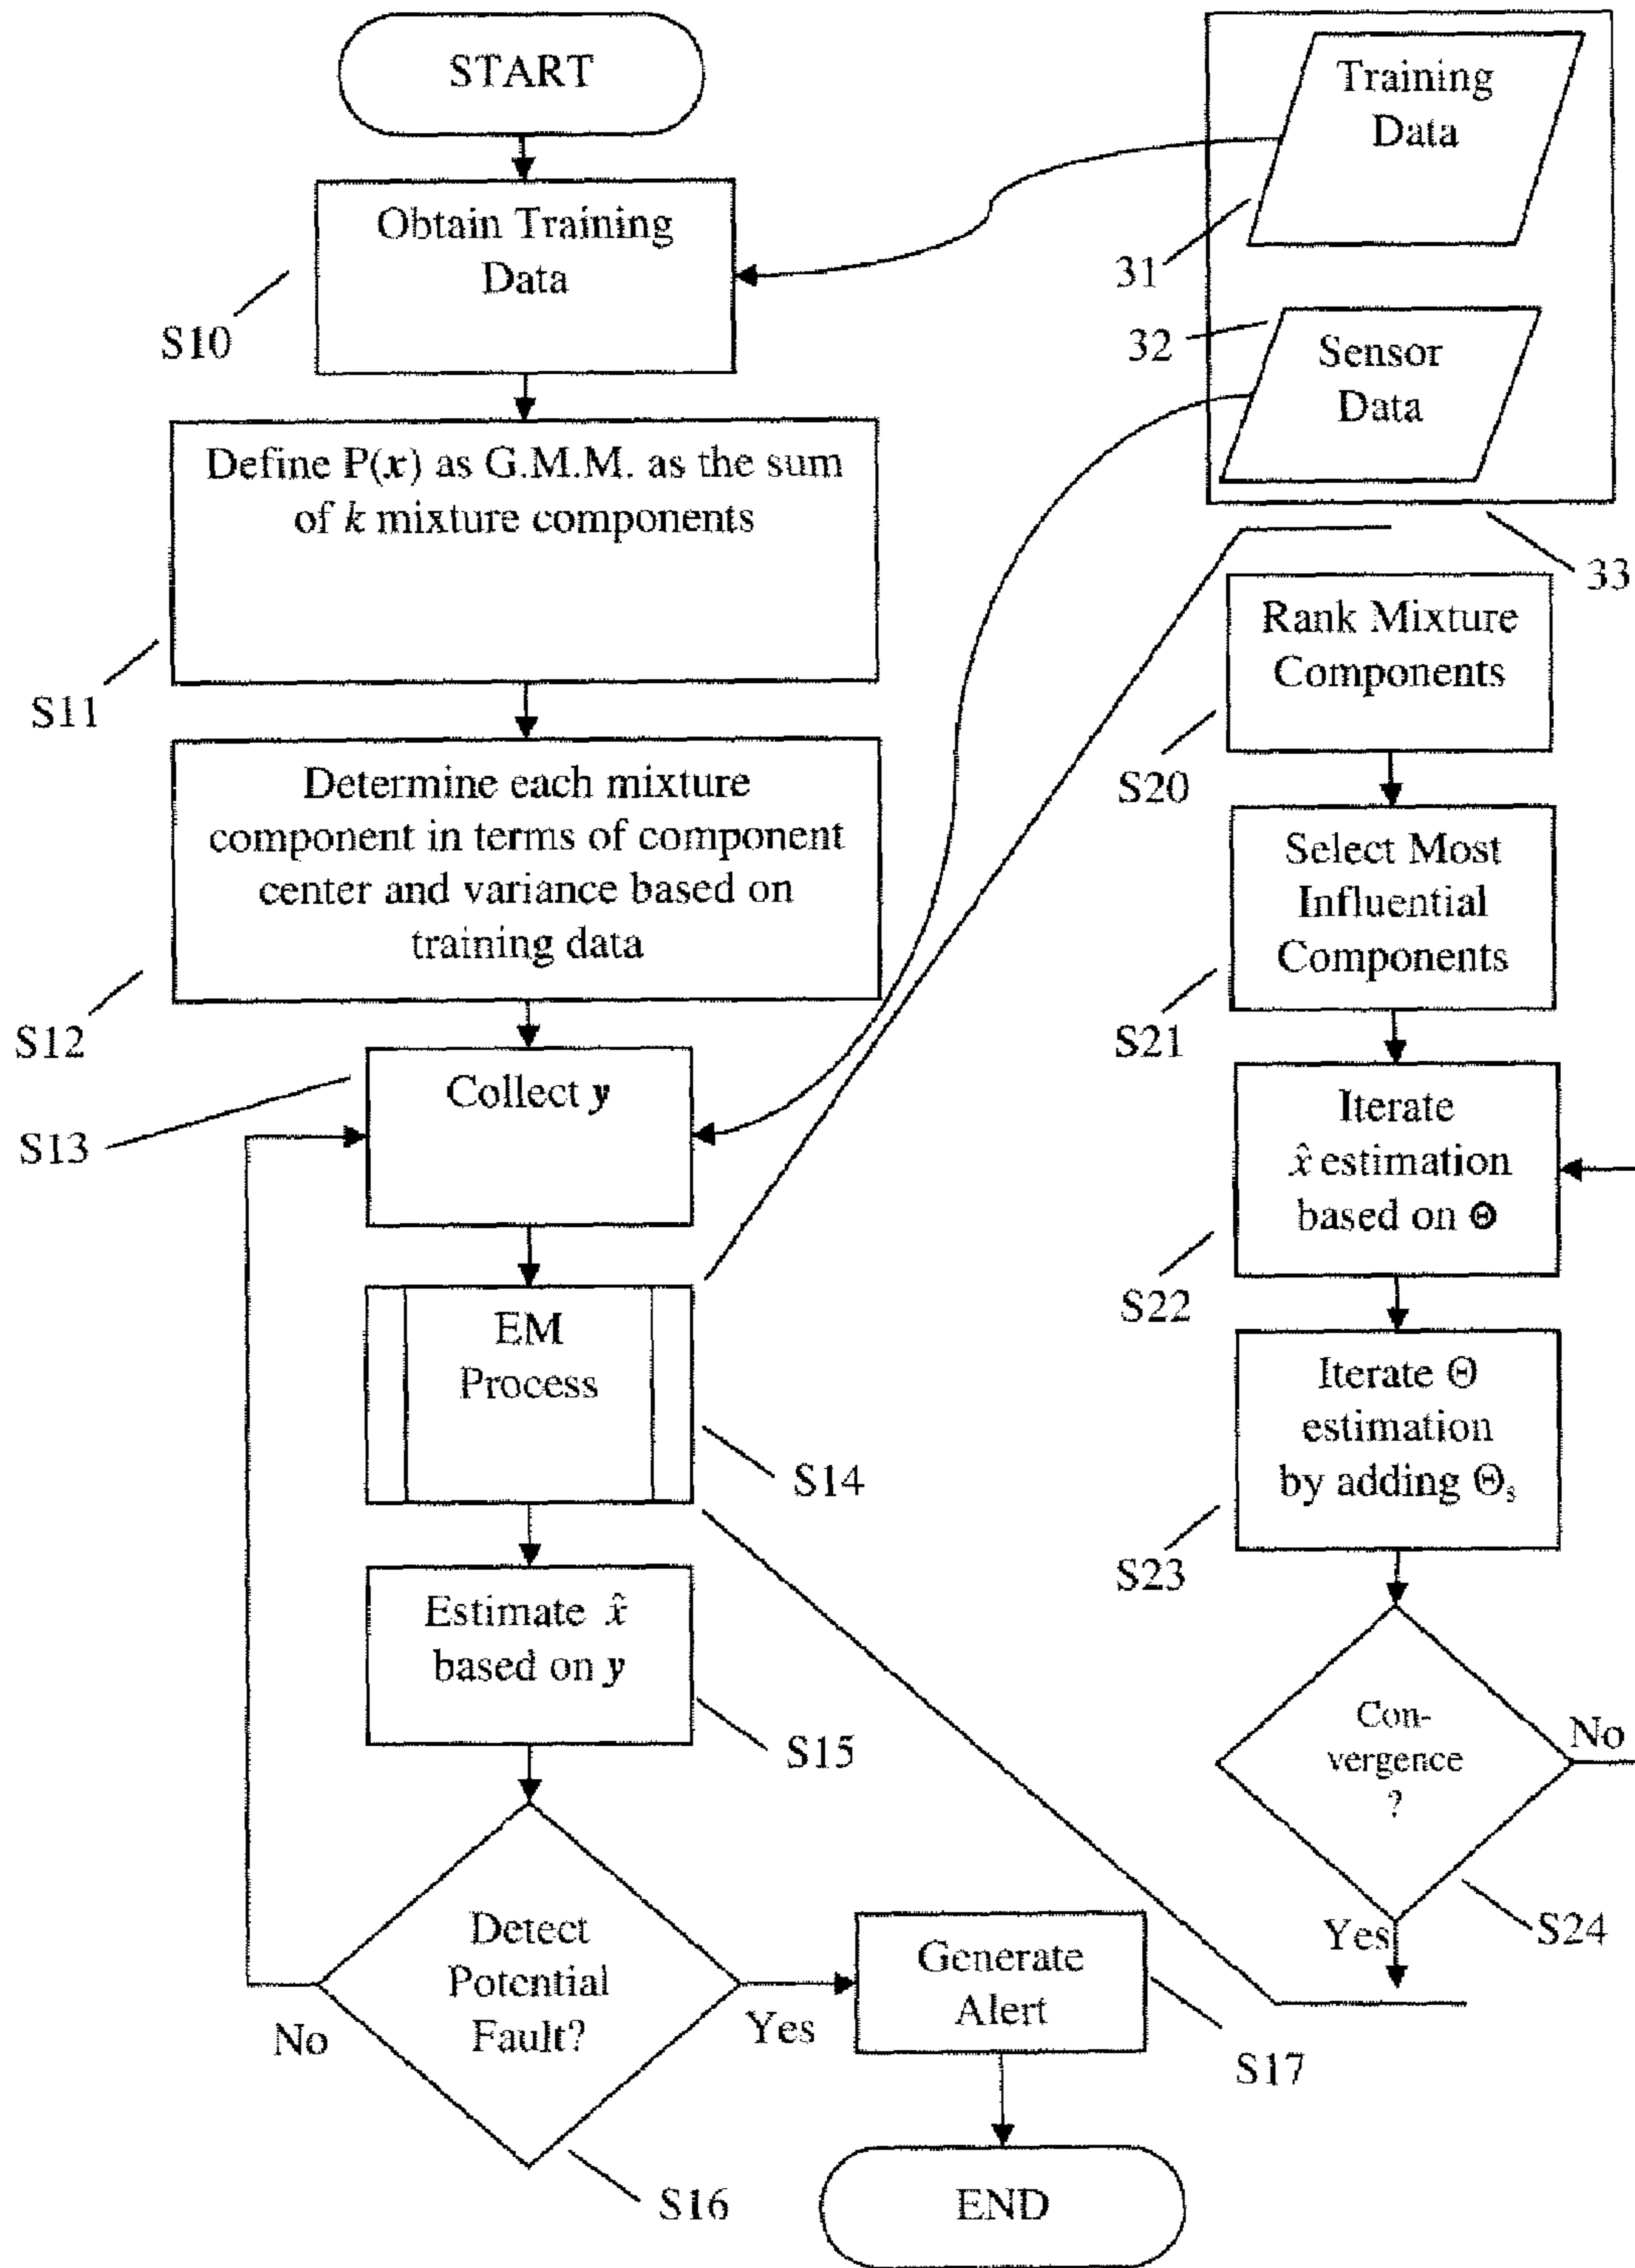 START
Obtain Training
Data
S10
Define P(x) as G.M.M. as the sum
of k mixture components
S11
Determine each mixture
component in terms of component
center and variance based on
training data
S12
Collect y
S13
EM
Process
S14
Estimate x̂
based on y
S15
Detect
Potential
Fault?
No
Yes
S16
Generate
Alert
S17
END
Training
Data
31
32
Sensor
Data
33
Rank Mixture
Components
S20
Select Most
Influential
Components
S21
Iterate
x̂ estimation
based on Θ
S22
Iterate Θ
estimation
by adding Θs
S23
Con-
vergence
?
No
Yes
S24